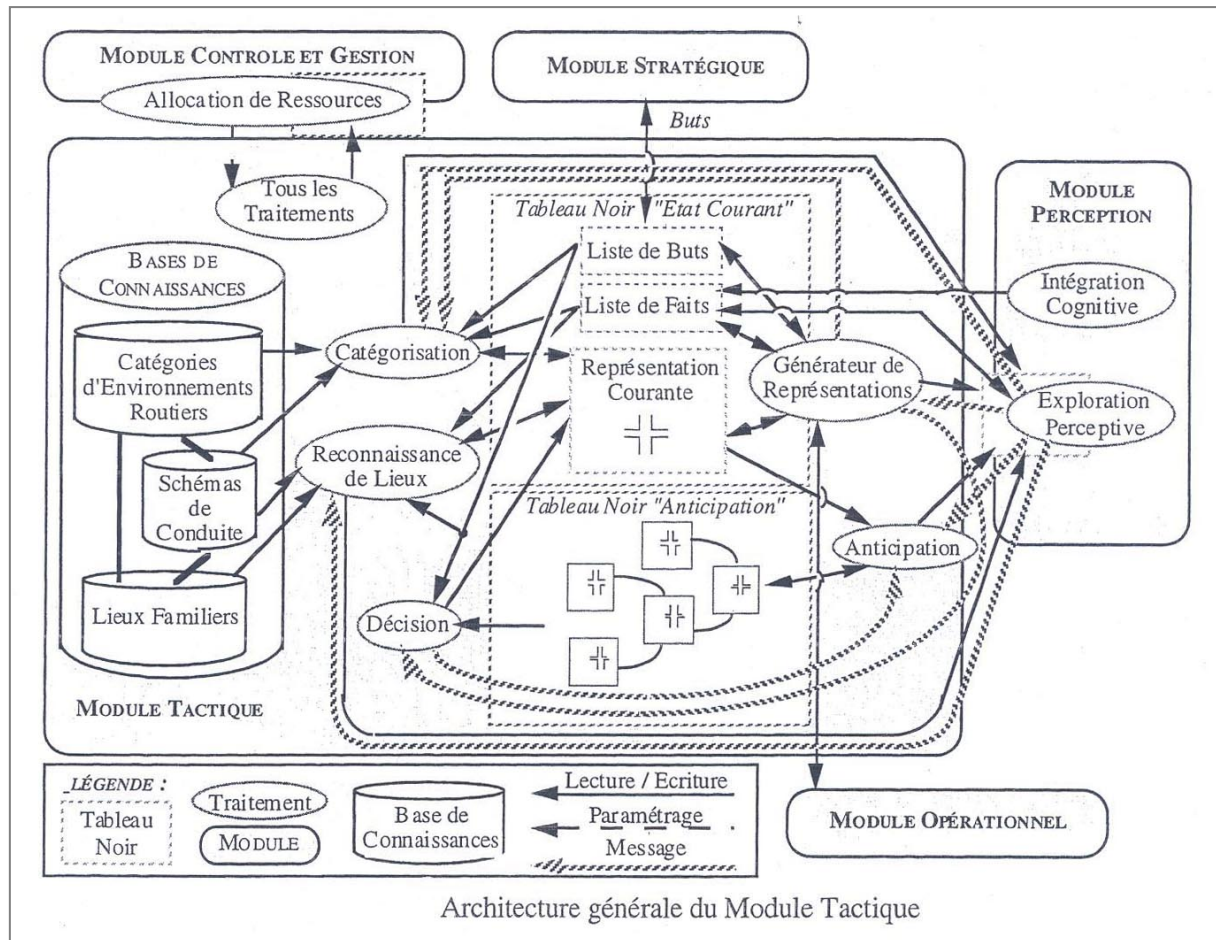 MODULE CONTROLE ET GESTION
Allocation de Ressources
MODULE STRATÉGIQUE
Buts
Tous les
Traitements
MODULE
PERCEPTION
Intégration
Cognitive
Exploration
Perceptive
BASES DE
CONNAISSANCES
Catégories
d'Environnements
Routiers
Schémas
de
Conduite
Lieux Familiers
MODULE TACTIQUE
Catégorisation
Reconnaissance
de Lieux
Décision
Tableau Noir "Etat Courant"
Liste de Buts
Liste de Faits
Représentation
Courante
Générateur de
Représentations
Tableau Noir "Anticipation"
Anticipation
LÉGENDE :
Tableau
Noir
Traitement
MODULE
Base de
Connaissances
Lecture / Ecriture
Paramétrage
Message
MODULE OPÉRATIONNEL
Architecture générale du Module Tactique